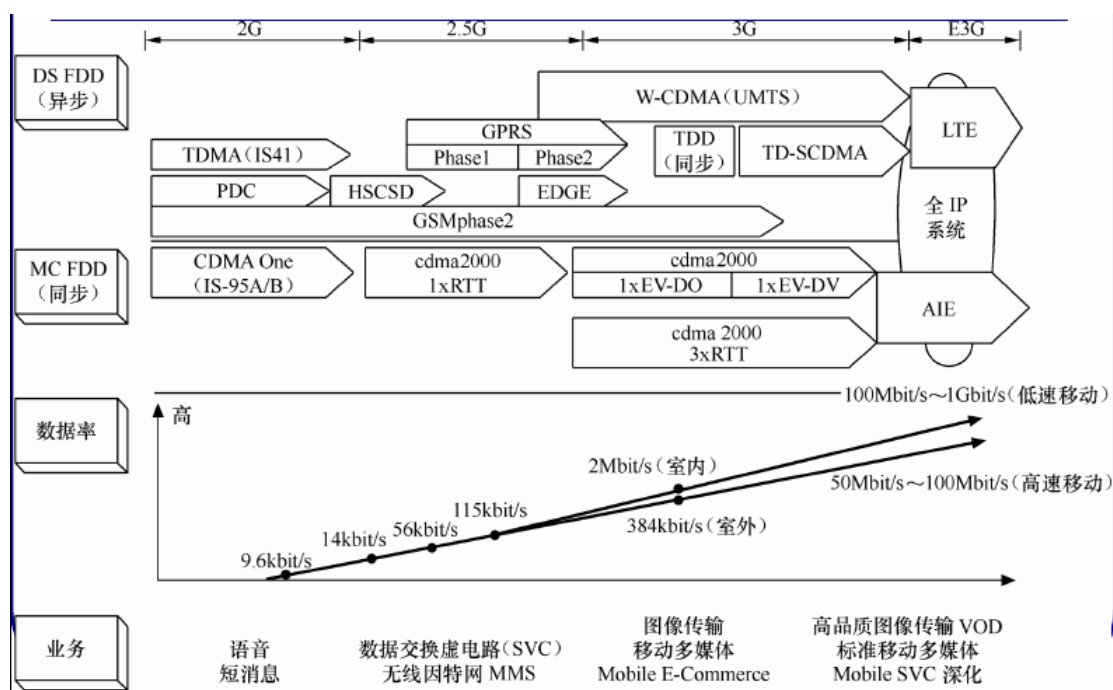 2G
2.5G
3G
E3G
DS FDD
(异步)
W-CDMA(UMTS)
LTE
GPRS
Phase1
Phase2
TDD
(同步)
TD-SCDMA
TDMA(IS41)
PDC
HSCSD
EDGE
GSMphase2
全 IP
系统
MC FDD
(同步)
CDMA One
(IS-95A/B)
cdma2000
1xRTT
cdma2000
1xEV-DO
1xEV-DV
AIE
cdma 2000
3xRTT
数据率
高
100Mbit/s～1Gbit/s(低速移动)
2Mbit/s(室内)
50Mbit/s～100Mbit/s(高速移动)
115kbit/s
56kbit/s
14kbit/s
9.6kbit/s
384kbit/s(室外)
业务
语音
短消息
数据交换虚电路(SVC)
无线因特网 MMS
图像传输
移动多媒体
Mobile E-Commerce
高品质图像传输 VOD
标准移动多媒体
Mobile SVC 深化